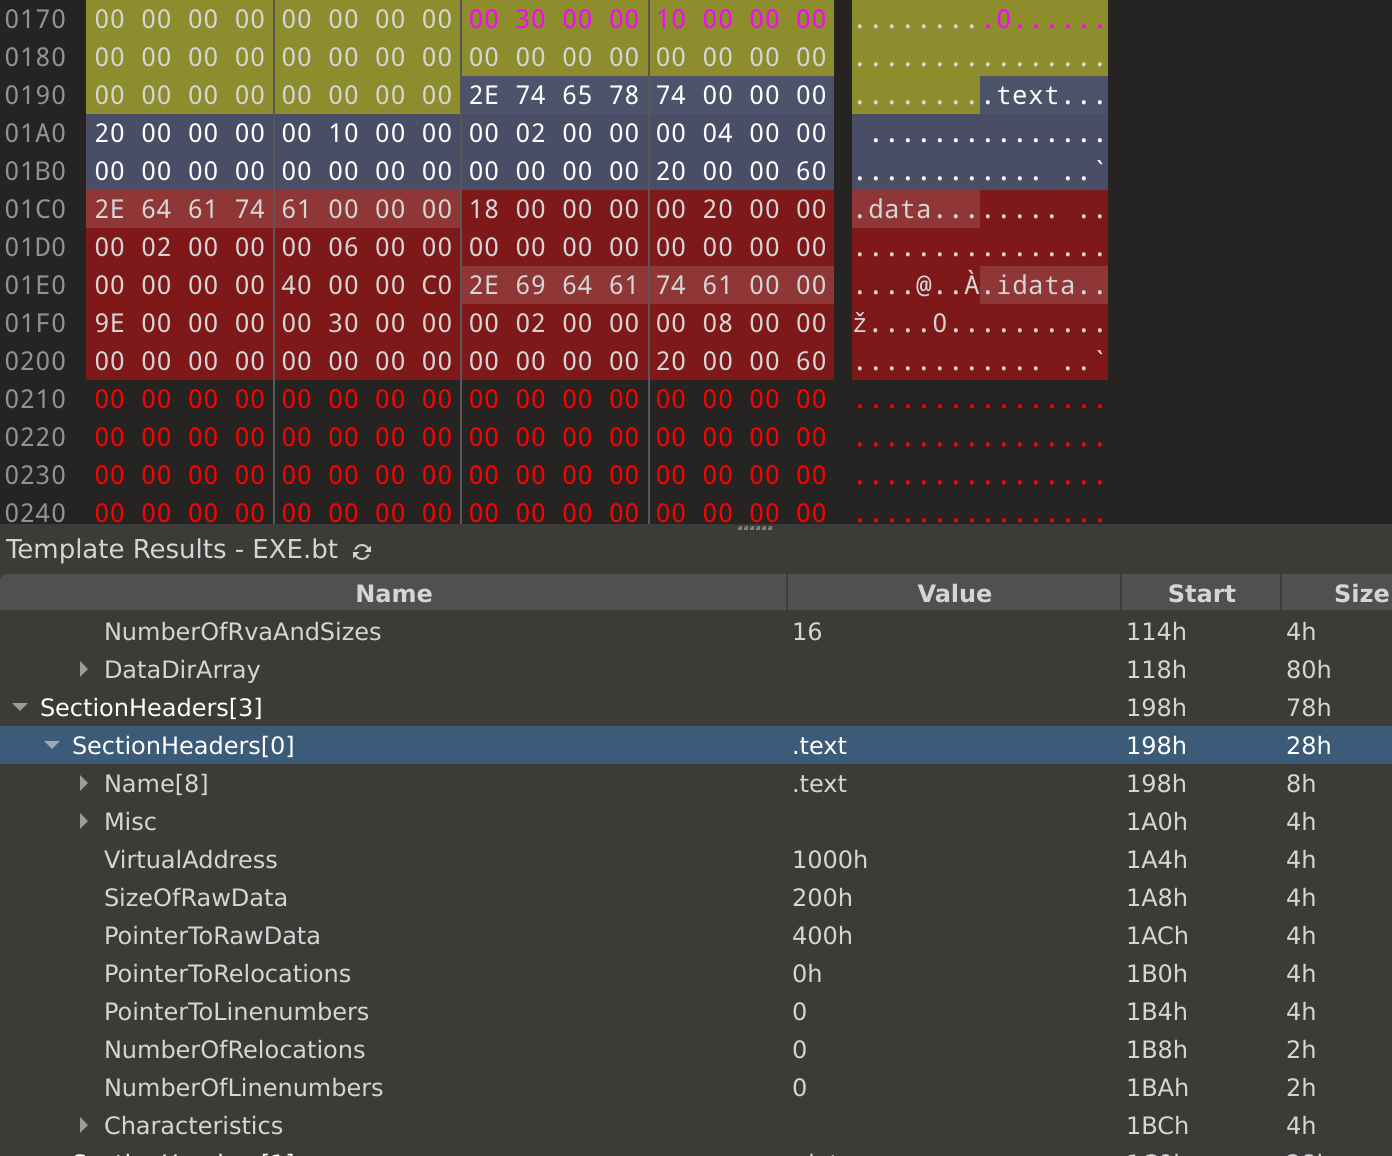 0170 00 00 00 00 00 00 00 00 00 30 00 00 10 00 00 00 .........0......
0180 00 00 00 00 00 00 00 00 00 00 00 00 00 00 00 00 ................
0190 00 00 00 00 00 00 00 00 2E 74 65 78 74 00 00 00 .........text...
01A0 20 00 00 00 00 10 00 00 00 02 00 00 00 04 00 00  ...............
01B0 00 00 00 00 00 00 00 00 00 00 00 00 20 00 00 60 ............ ..`
01C0 2E 64 61 74 61 00 00 00 18 00 00 00 00 20 00 00 .data........ ..
01D0 00 02 00 00 00 06 00 00 00 00 00 00 00 00 00 00 ................
01E0 00 00 00 00 40 00 00 C0 2E 69 64 61 74 61 00 00 ....@..À.idata..
01F0 9E 00 00 00 00 30 00 00 00 02 00 00 00 08 00 00 ž....0..........
0200 00 00 00 00 00 00 00 00 00 00 00 00 20 00 00 60 ............ ..`
0210 00 00 00 00 00 00 00 00 00 00 00 00 00 00 00 00 ................
0220 00 00 00 00 00 00 00 00 00 00 00 00 00 00 00 00 ................
0230 00 00 00 00 00 00 00 00 00 00 00 00 00 00 00 00 ................
0240 00 00 00 00 00 00 00 00 00 00 00 00 00 00 00 00 ................
Template Results - EXE.bt
Name Value Start Size
NumberOfRvaAndSizes 16 114h 4h
DataDirArray 118h 80h
SectionHeaders[3] 198h 78h
SectionHeaders[0] .text 198h 28h
Name[8] .text 198h 8h
Misc 1A0h 4h
VirtualAddress 1000h 1A4h 4h
SizeOfRawData 200h 1A8h 4h
PointerToRawData 400h 1ACh 4h
PointerToRelocations 0h 1B0h 4h
PointerToLinenumbers 0 1B4h 4h
NumberOfRelocations 0 1B8h 2h
NumberOfLinenumbers 0 1BAh 2h
Characteristics 1BCh 4h